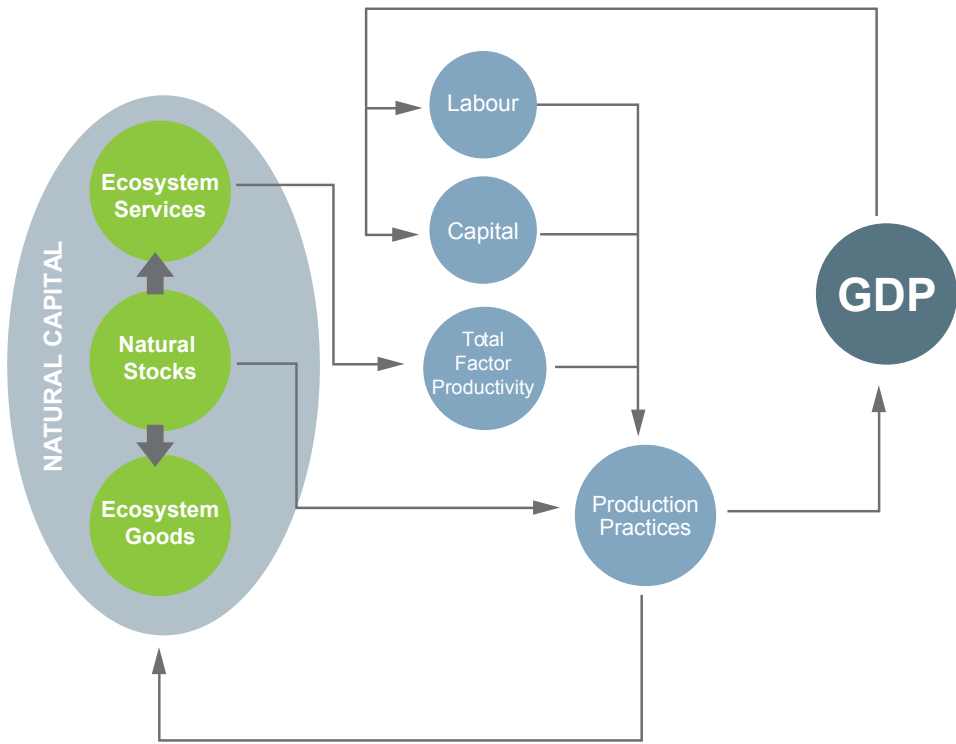 NATURAL CAPITAL
Ecosystem
Services
Natural
Stocks
Ecosystem
Goods
Labour
Capital
Total
Factor
Productivity
Production
Practices
GDP